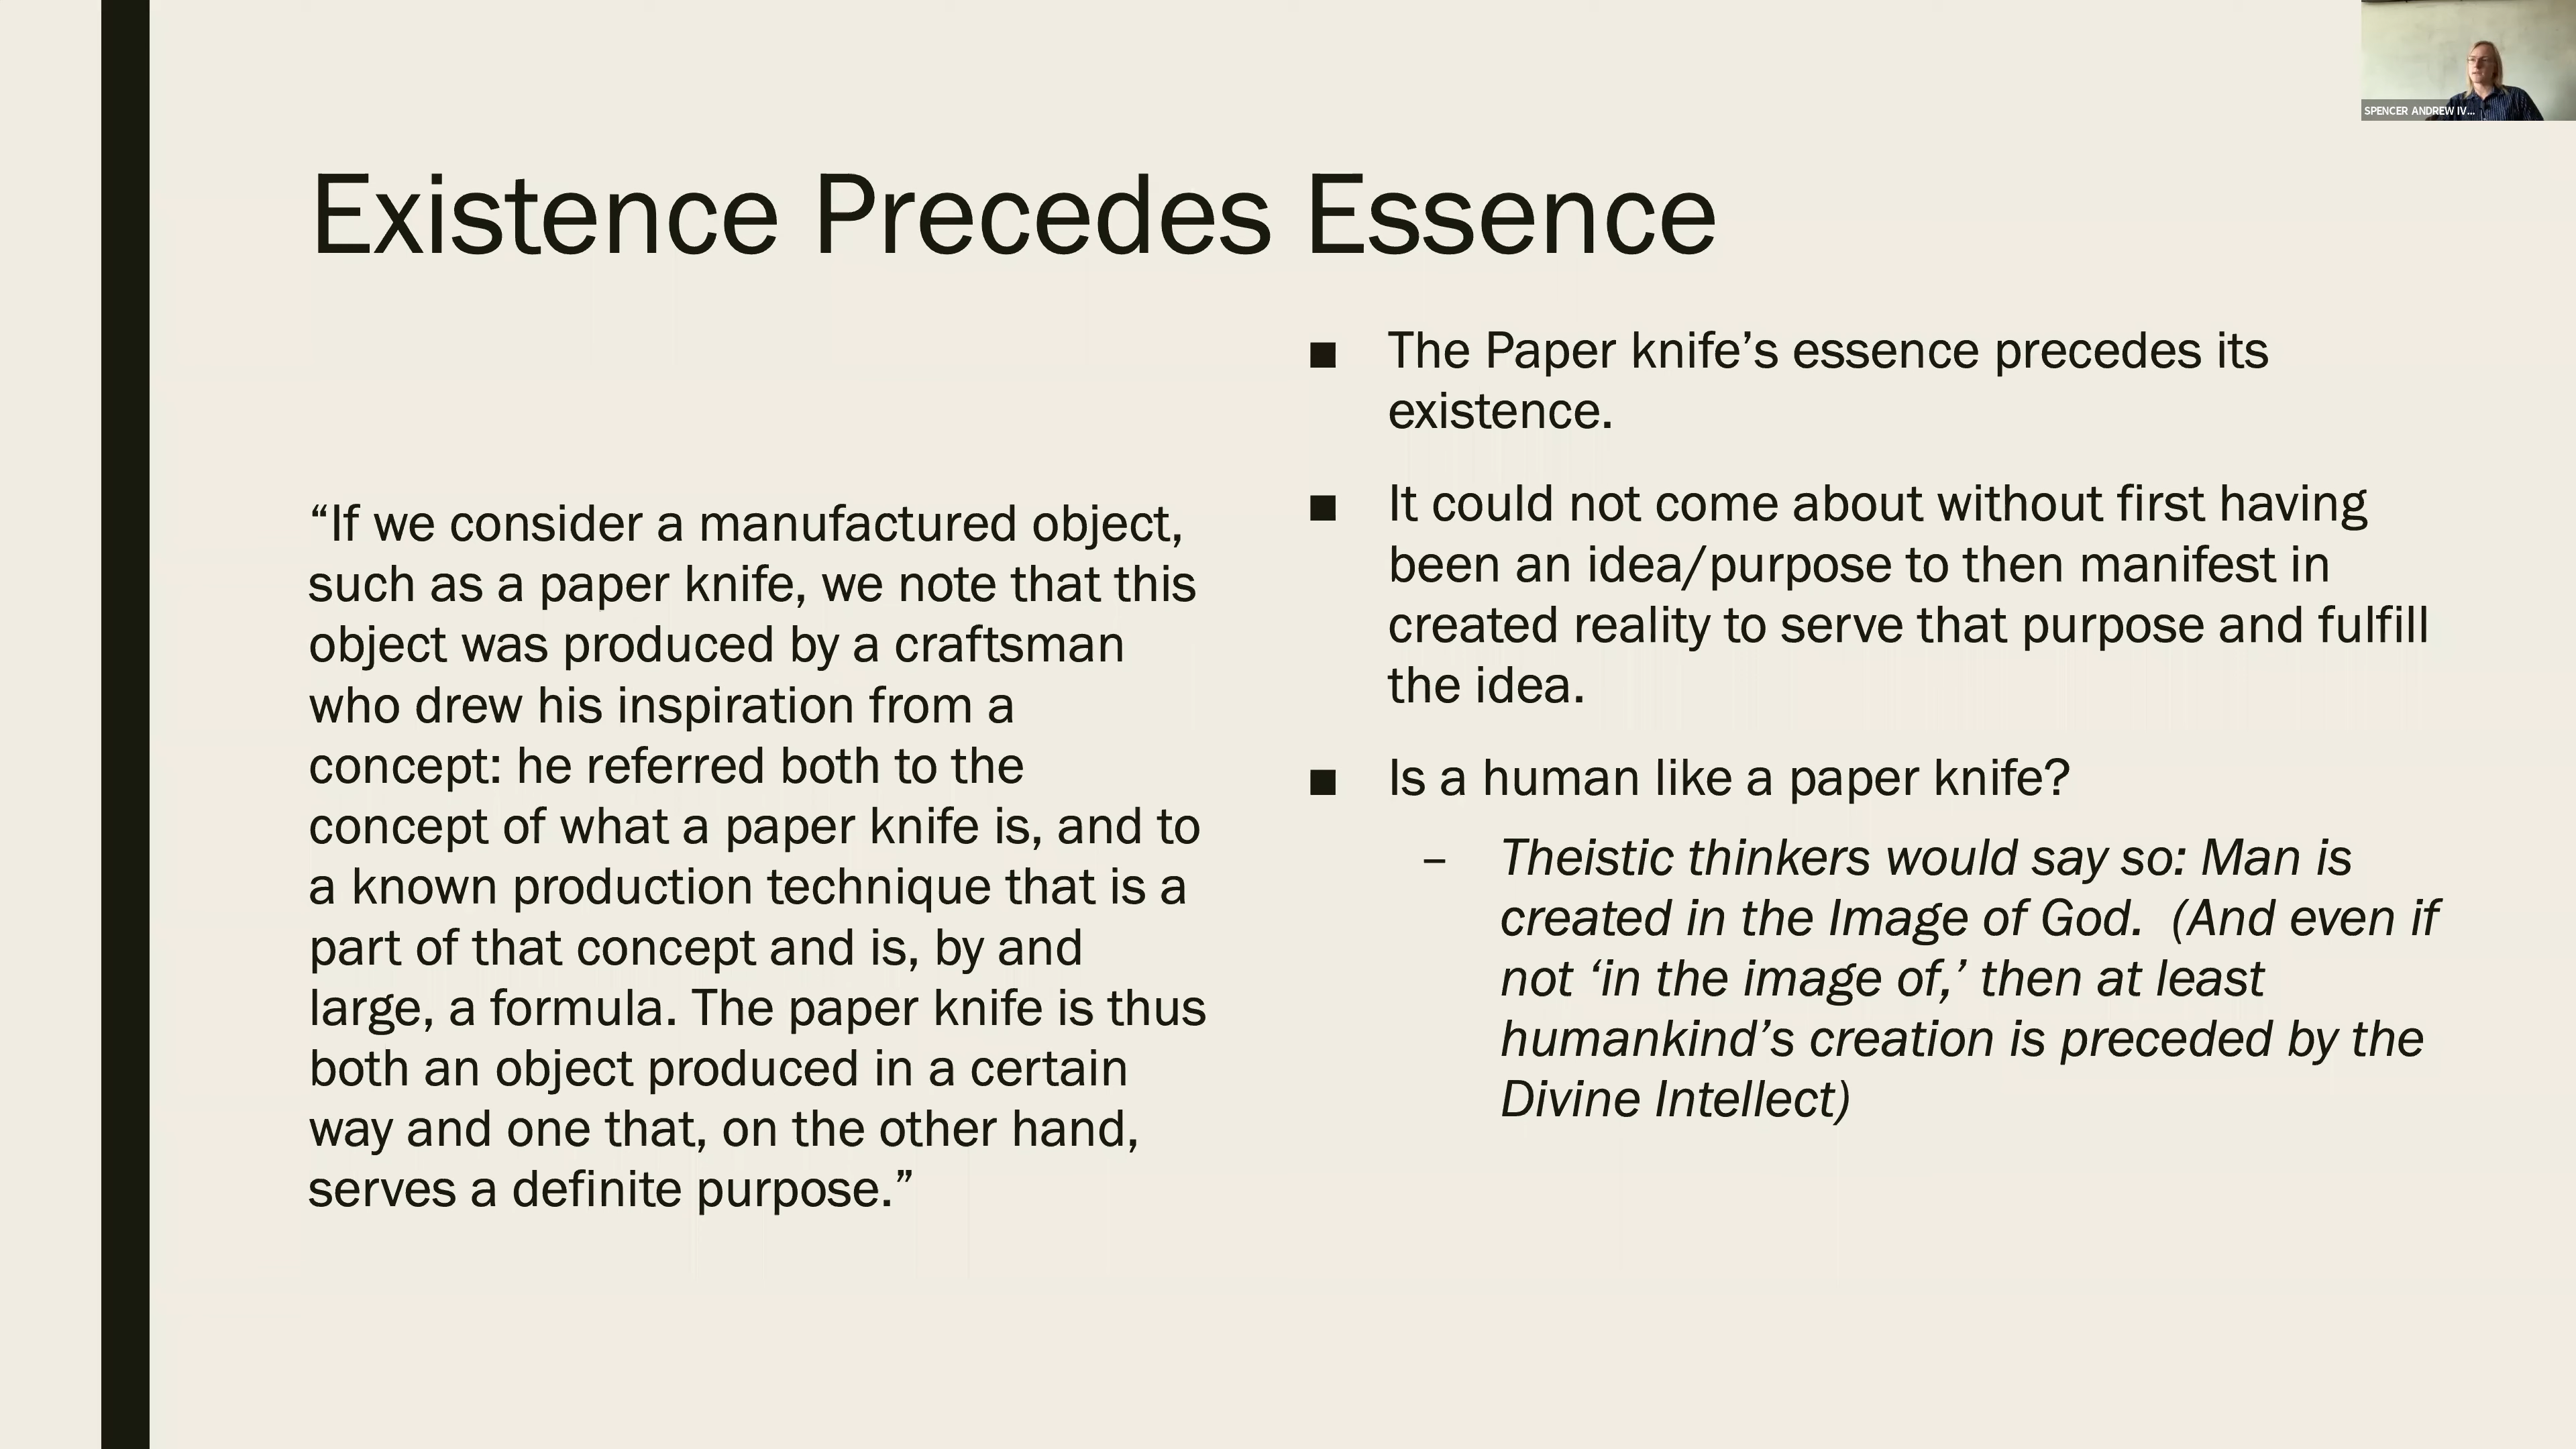 SPENCER ANDREW IV...
Existence Precedes Essence
“If we consider a manufactured object,
such as a paper knife, we note that this
object was produced by a craftsman
who drew his inspiration from a
concept: he referred both to the
concept of what a paper knife is, and to
a known production technique that is a
part of that concept and is, by and
large, a formula. The paper knife is thus
both an object produced in a certain
way and one that, on the other hand,
serves a definite purpose.”
■ The Paper knife’s essence precedes its
existence.
■ It could not come about without first having
been an idea/purpose to then manifest in
created reality to serve that purpose and fulfill
the idea.
■ Is a human like a paper knife?
– Theistic thinkers would say so: Man is
created in the Image of God.  (And even if
not ‘in the image of,’ then at least
humankind’s creation is preceded by the
Divine Intellect)